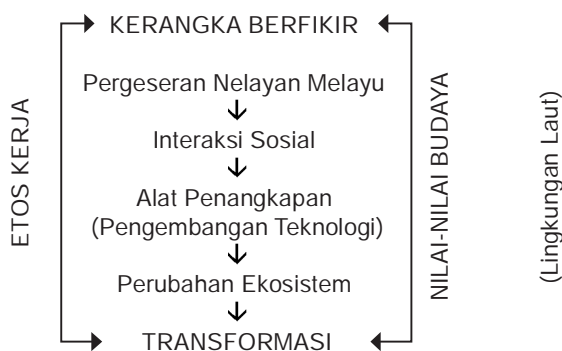 KERANGKA BERFIKIR
Pergeseran Nelayan Melayu
Interaksi Sosial
Alat Penangkapan
(Pengembangan Teknologi)
Perubahan Ekosistem
TRANSFORMASI
ETOS KERJA
NILAI-NILAI BUDAYA
(Lingkungan Laut)